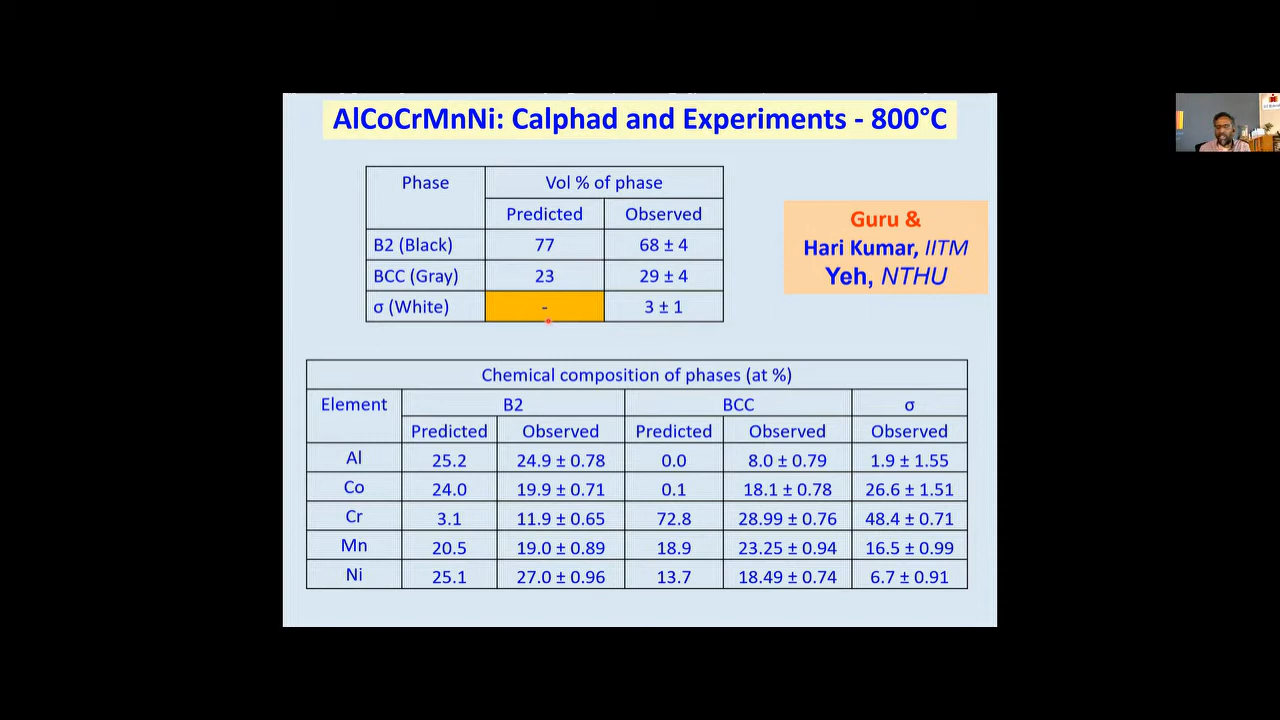 AlCoCrMnNi: Calphad and Experiments - 800°C
Phase Vol % of phase
Predicted Observed
B2 (Black) 77 68 ± 4
BCC (Gray) 23 29 ± 4
σ (White) - 3 ± 1
Guru &
Hari Kumar, IITM
Yeh, NTHU
Chemical composition of phases (at %)
Element B2 BCC σ
Predicted Observed Predicted Observed Observed
Al 25.2 24.9 ± 0.78 0.0 8.0 ± 0.79 1.9 ± 1.55
Co 24.0 19.9 ± 0.71 0.1 18.1 ± 0.78 26.6 ± 1.51
Cr 3.1 11.9 ± 0.65 72.8 28.99 ± 0.76 48.4 ± 0.71
Mn 20.5 19.0 ± 0.89 18.9 23.25 ± 0.94 16.5 ± 0.99
Ni 25.1 27.0 ± 0.96 13.7 18.49 ± 0.74 6.7 ± 0.91